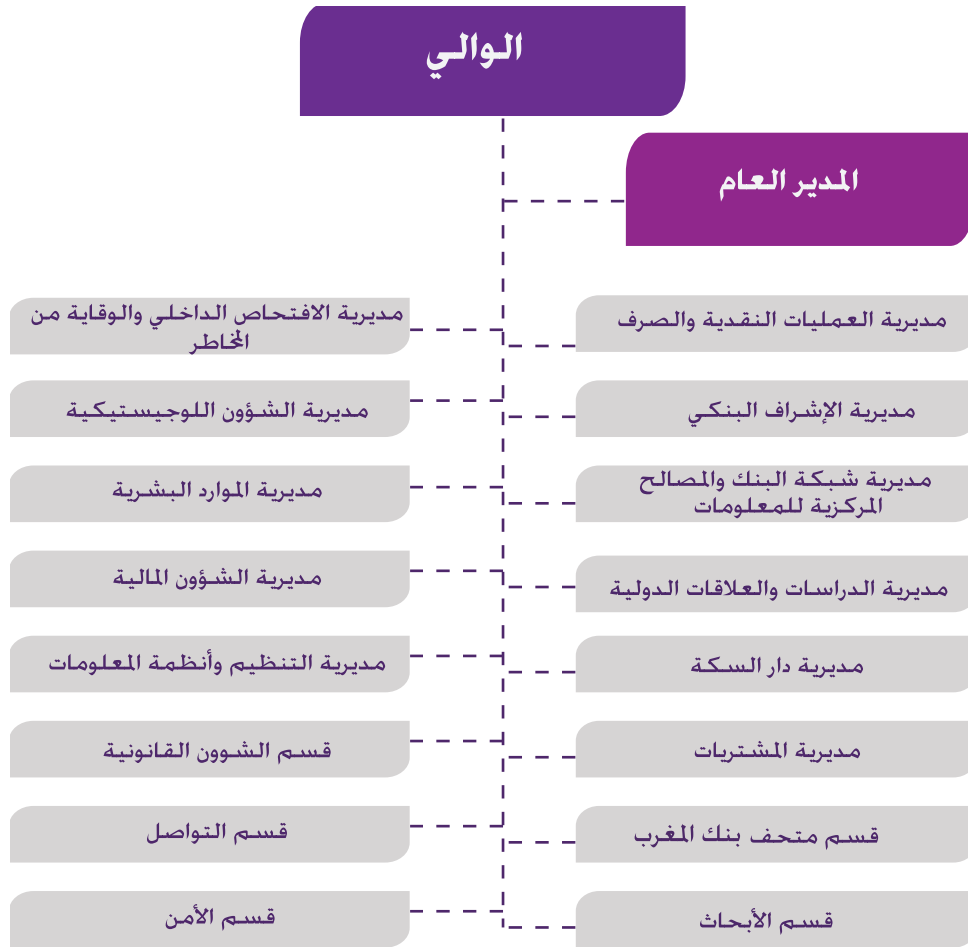 الوالي
المدير العام
مديرية العمليات النقدية والصرف
مديرية الافتحاص الداخلي والوقاية من
المخاطر
مديرية الإشراف البنكي
مديرية الشؤون اللوجيستيكية
مديرية شبكة البنك والمصالح
المركزية للمعلومات
مديرية الموارد البشرية
مديرية الدراسات والعلاقات الدولية
مديرية الشؤون المالية
مديرية دار السكة
مديرية التنظيم وأنظمة المعلومات
مديرية المشتريات
قسم الشوون القانونية
قسم متحف بنك المغرب
قسم التواصل
قسم الأبحاث
قسم الأمن